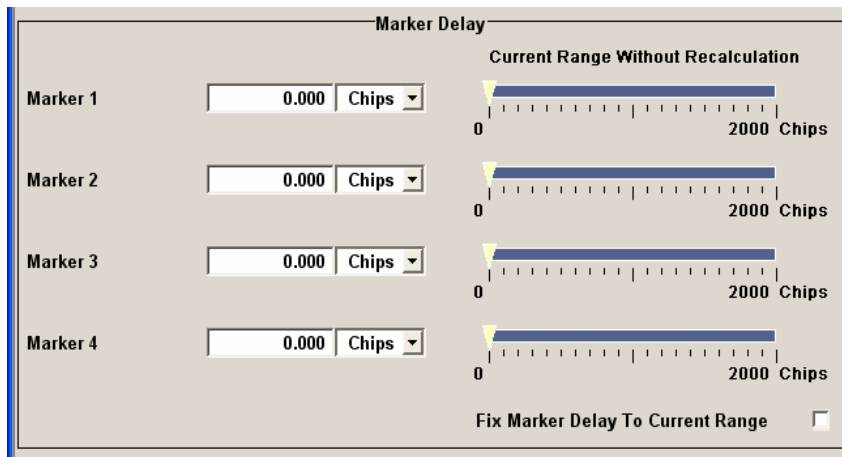 Marker Delay
Current Range Without Recalculation
Marker 1 0.000 Chips
0 2000 Chips
Marker 2 0.000 Chips
0 2000 Chips
Marker 3 0.000 Chips
0 2000 Chips
Marker 4 0.000 Chips
0 2000 Chips
Fix Marker Delay To Current Range